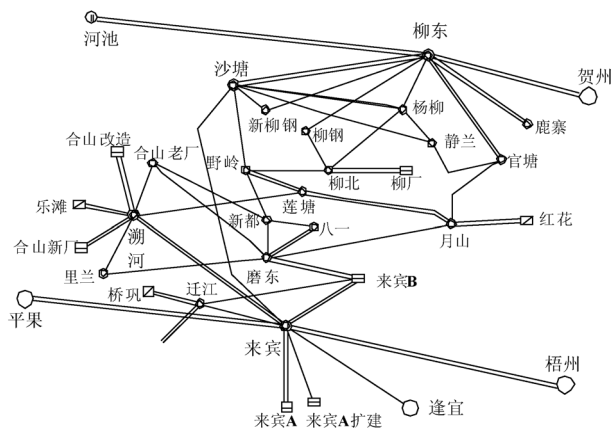 河池
柳东
贺州
沙塘
新柳钢
柳钢
杨柳
静兰
鹿寨
官塘
合山改造
合山老厂
野岭
柳北
柳厂
乐滩
莲塘
新都
八一
月山
红花
合山新厂
溯河
里兰
磨东
桥巩
迁江
来宾B
平果
来宾
梧州
来宾A
来宾A扩建
逢宜